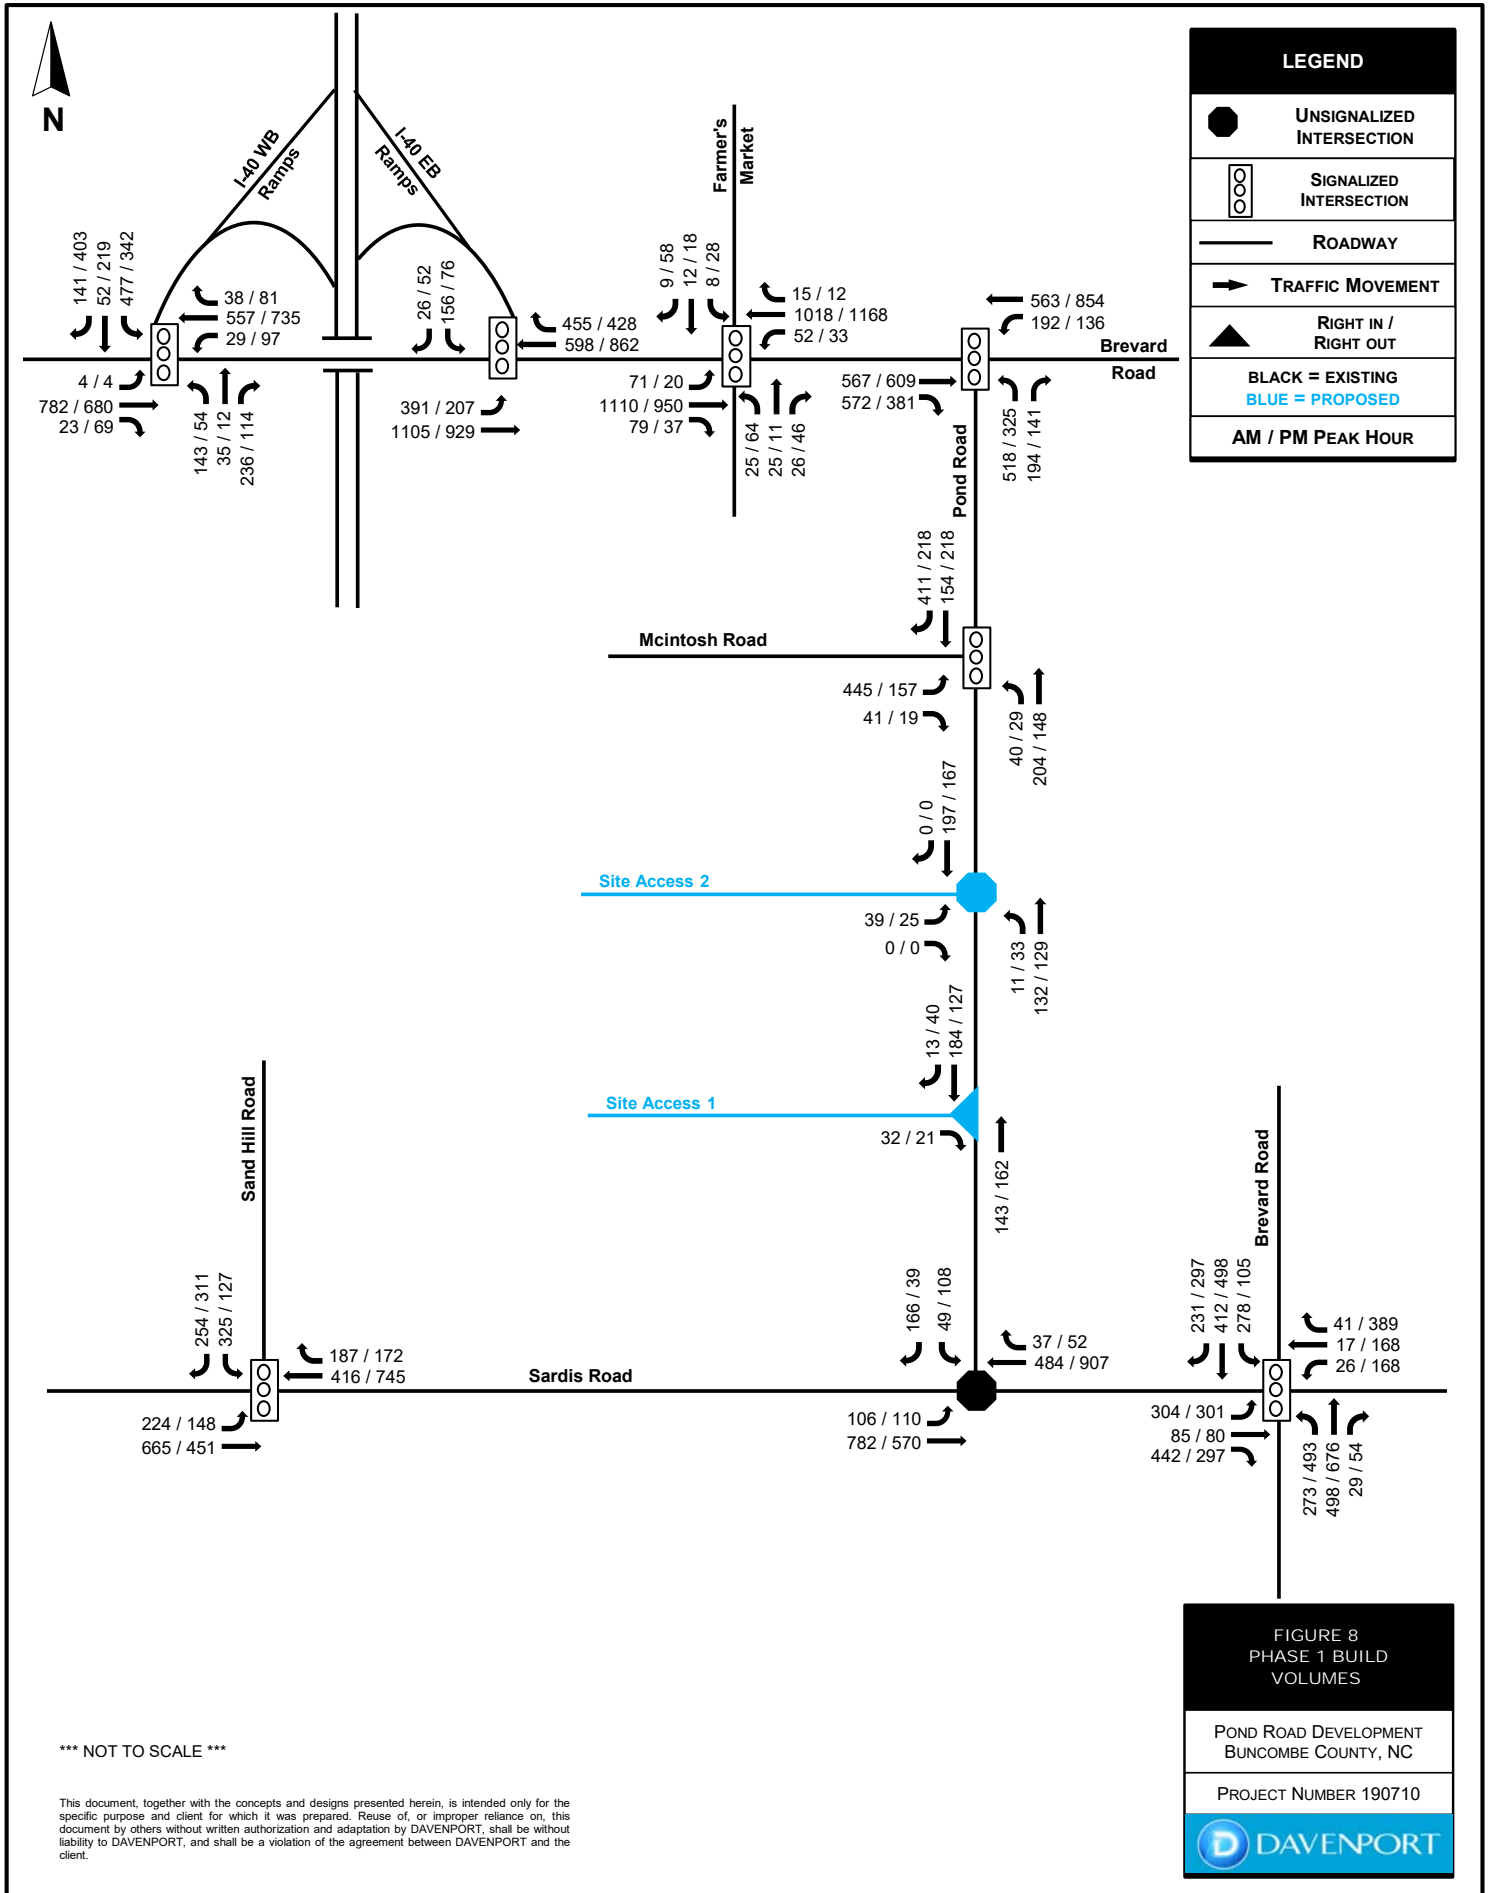 N
I-40 WB
Ramps
I-40 EB
Ramps
Farmer's
Market
LEGEND
UNSIGNALIZED
INTERSECTION
SIGNALIZED
INTERSECTION
ROADWAY
TRAFFIC MOVEMENT
RIGHT IN /
RIGHT OUT
BLACK = EXISTING
BLUE = PROPOSED
AM / PM PEAK HOUR
141 / 403
52 / 219
477 / 342
38 / 81
557 / 735
29 / 97
4 / 4
782 / 680
23 / 69
143 / 54
35 / 12
236 / 114
26 / 52
156 / 76
455 / 428
598 / 862
391 / 207
1105 / 929
9 / 58
12 / 18
8 / 28
15 / 12
1018 / 1168
52 / 33
71 / 20
1110 / 950
79 / 37
25 / 64
25 / 11
26 / 46
563 / 854
192 / 136
Brevard
Road
567 / 609
572 / 381
518 / 325
194 / 141
Pond Road
411 / 218
154 / 218
Mcintosh Road
445 / 157
41 / 19
40 / 29
204 / 148
0 / 0
197 / 167
Site Access 2
39 / 25
0 / 0
11 / 33
132 / 129
13 / 40
184 / 127
Site Access 1
32 / 21
143 / 162
Sand Hill Road
254 / 311
325 / 127
187 / 172
416 / 745
224 / 148
665 / 451
Sardis Road
166 / 39
49 / 108
37 / 52
484 / 907
106 / 110
782 / 570
Brevard Road
231 / 297
412 / 498
278 / 105
41 / 389
17 / 168
26 / 168
304 / 301
85 / 80
442 / 297
273 / 493
498 / 676
29 / 54
FIGURE 8
PHASE 1 BUILD
VOLUMES
POND ROAD DEVELOPMENT
BUNCOMBE COUNTY, NC
PROJECT NUMBER 190710
DAVENPORT
*** NOT TO SCALE ***
This document, together with the concepts and designs presented herein, is intended only for the
specific purpose and client for which it was prepared. Reuse of, or improper reliance on, this
document by others without written authorization and adaptation by DAVENPORT, shall be without
liability to DAVENPORT, and shall be a violation of the agreement between DAVENPORT and the
client.